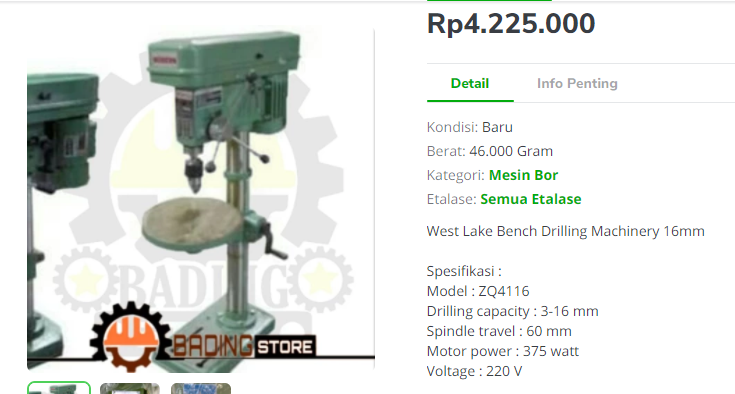 Rp4.225.000
Detail
Info Penting
Kondisi: Baru
Berat: 46.000 Gram
Kategori: Mesin Bor
Etalase: Semua Etalase
West Lake Bench Drilling Machinery 16mm
Spesifikasi :
Model : ZQ4116
Drilling capacity : 3-16 mm
Spindle travel : 60 mm
Motor power : 375 watt
Voltage : 220 V
BADING
BADING STORE